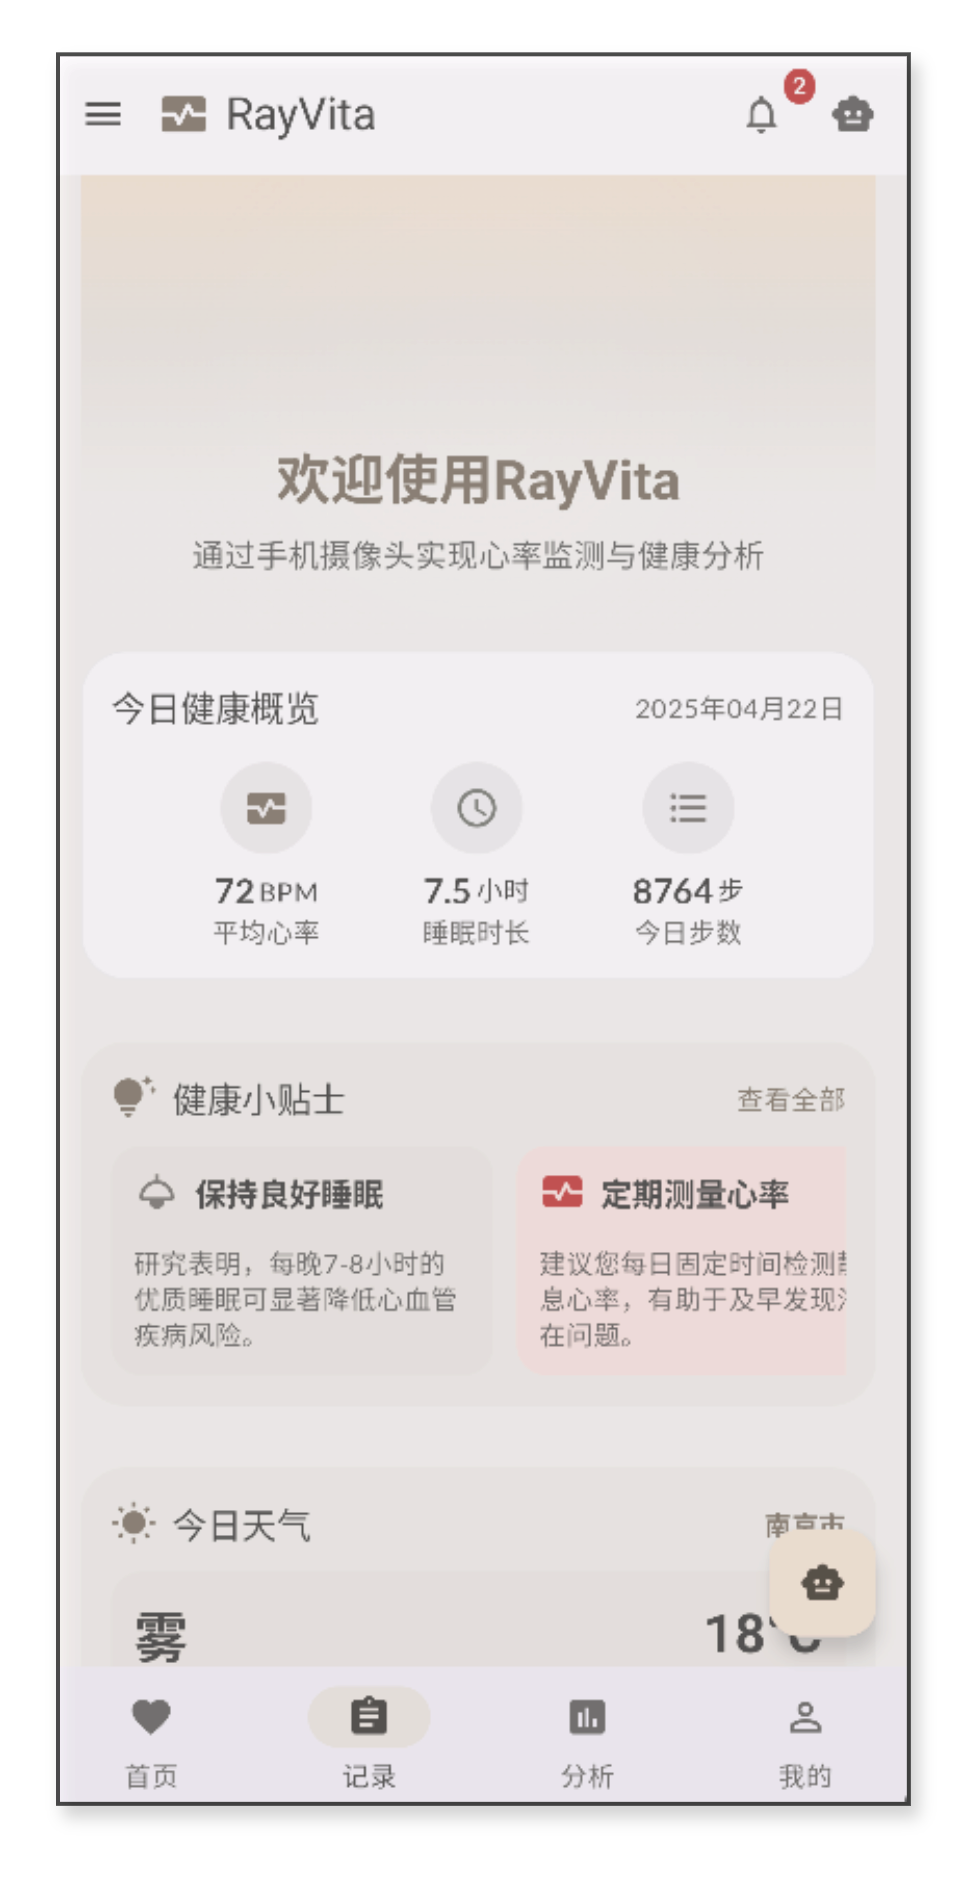 RayVita
2
欢迎使用RayVita
通过手机摄像头实现心率监测与健康分析
今日健康概览
2025年04月22日
72 BPM
平均心率
7.5 小时
睡眠时长
8764 步
今日步数
健康小贴士
查看全部
保持良好睡眠
研究表明，每晚7-8小时的
优质睡眠可显著降低心血管
疾病风险。
定期测量心率
建议您每日固定时间检测
息心率，有助于及早发现
在问题。
今日天气
南京市
雾
18°C
首页
记录
分析
我的